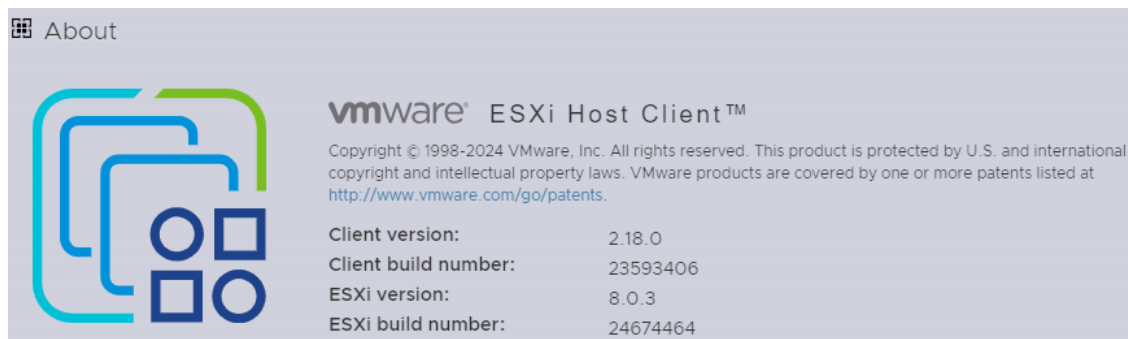 About
vmware® ESXi Host Client™
Copyright © 1998-2024 VMware, Inc. All rights reserved. This product is protected by U.S. and international
copyright and intellectual property laws. VMware products are covered by one or more patents listed at
http://www.vmware.com/go/patents.
Client version: 2.18.0
Client build number: 23593406
ESXi version: 8.0.3
ESXi build number: 24674464